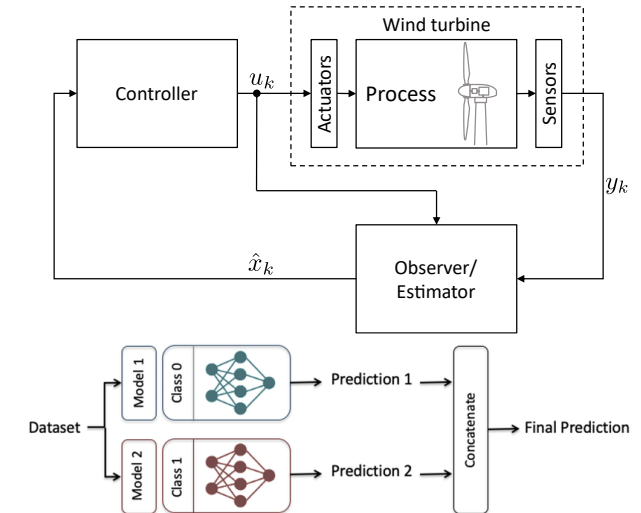 Wind turbine
Controller
u_k
Actuators
Process
Sensors
y_k
x̂_k
Observer/
Estimator
Model 1
Class 0
Prediction 1
Dataset
Concatenate
Final Prediction
Model 2
Class 1
Prediction 2